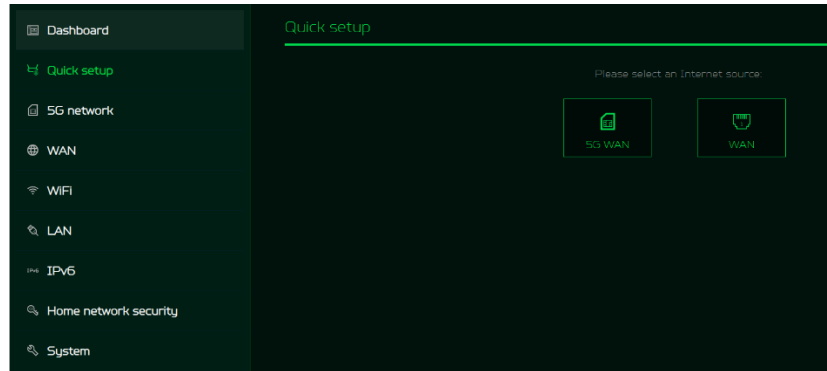 Dashboard
Quick setup
5G network
WAN
WiFi
LAN
IPv6
IPv6
Home network security
System
Quick setup
Please select an Internet source:
5G WAN
WAN